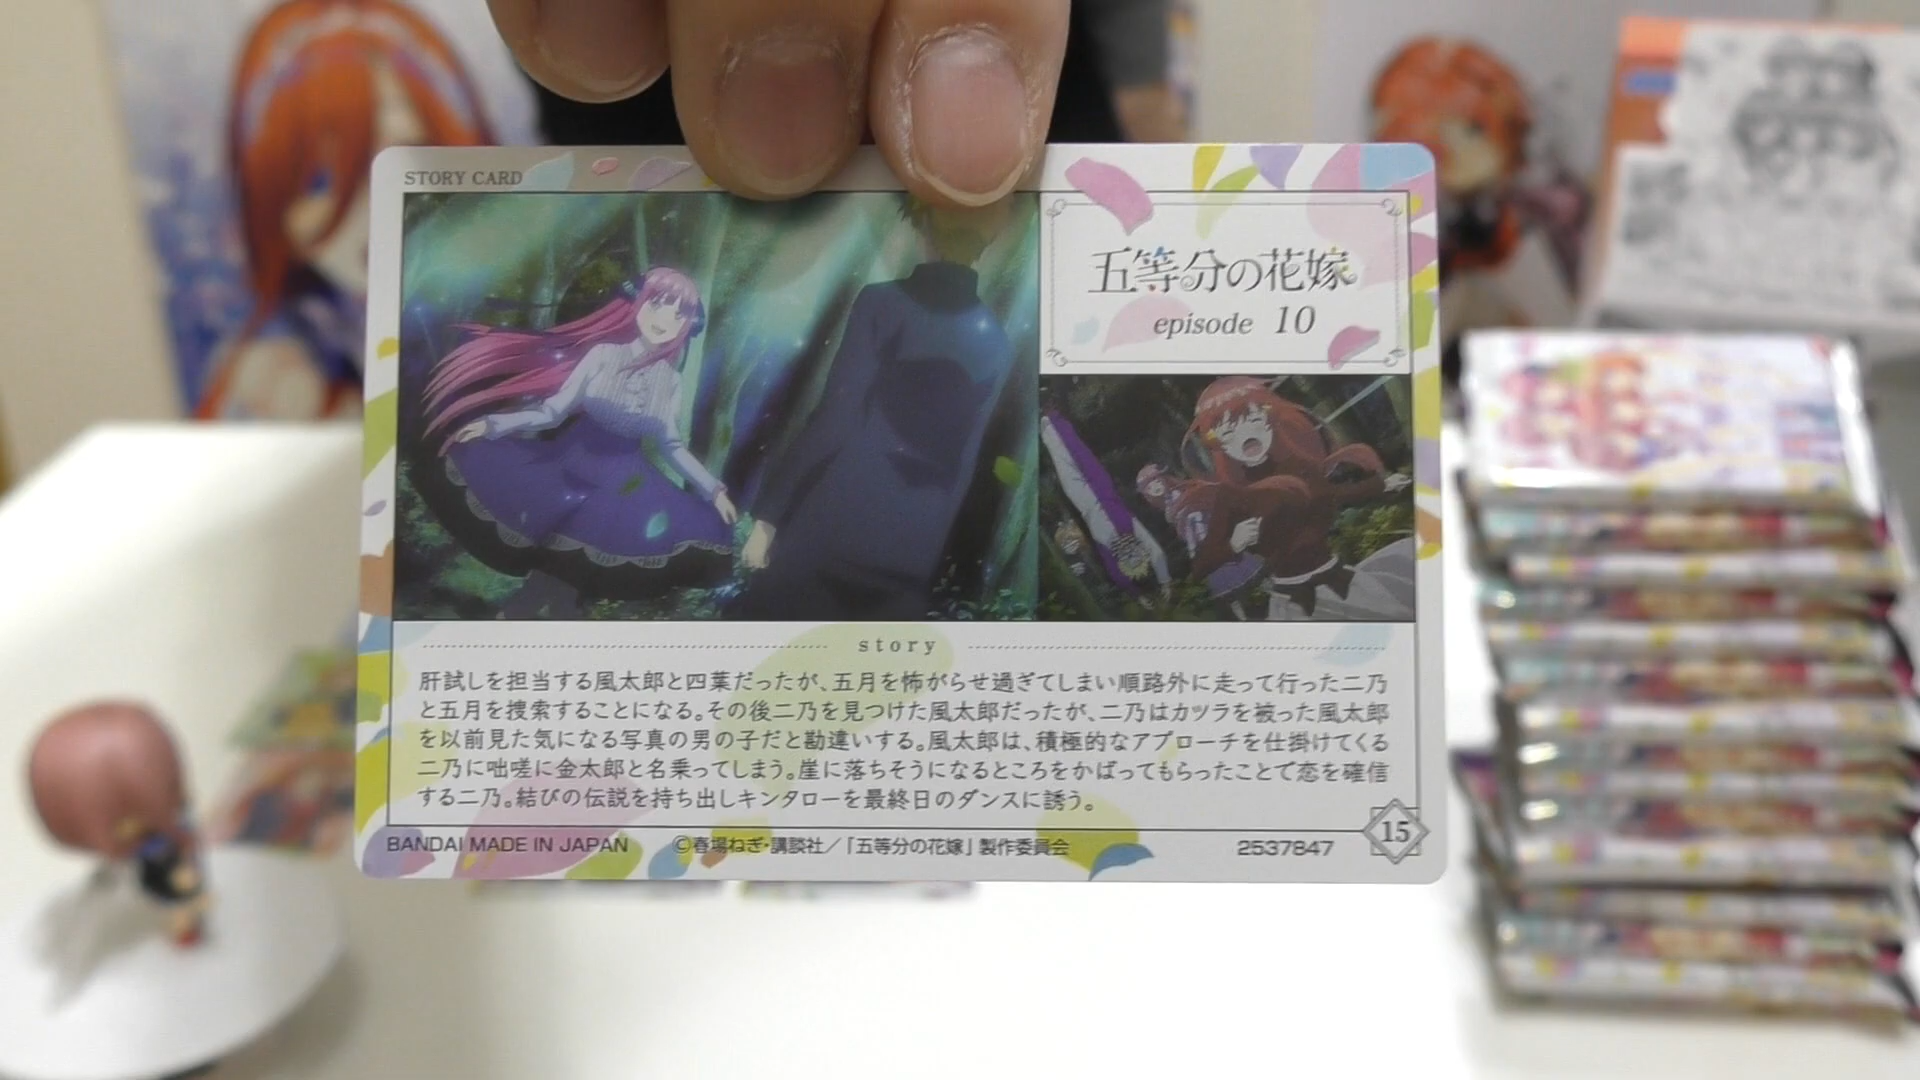 STORY CARD
五等分の花嫁
episode 10
story
肝試しを担当する風太郎と四葉だったが、五月を怖がらせ過ぎてしまい順路外に走って行った二乃
と五月を捜索することになる。その後二乃を見つけた風太郎だったが、二乃はカツラを被った風太郎
を以前見た気になる写真の男の子だと勘違いする。風太郎は、積極的なアプローチを仕掛けてくる
二乃に咄嗟に金太郎と名乗ってしまう。崖に落ちそうになるところをかばってもらったことで恋を確信
する二乃。結びの伝説を持ち出しキンタローを最終日のダンスに誘う。
15
BANDAI MADE IN JAPAN ©春場ねぎ・講談社/「五等分の花嫁」製作委員会 2537847